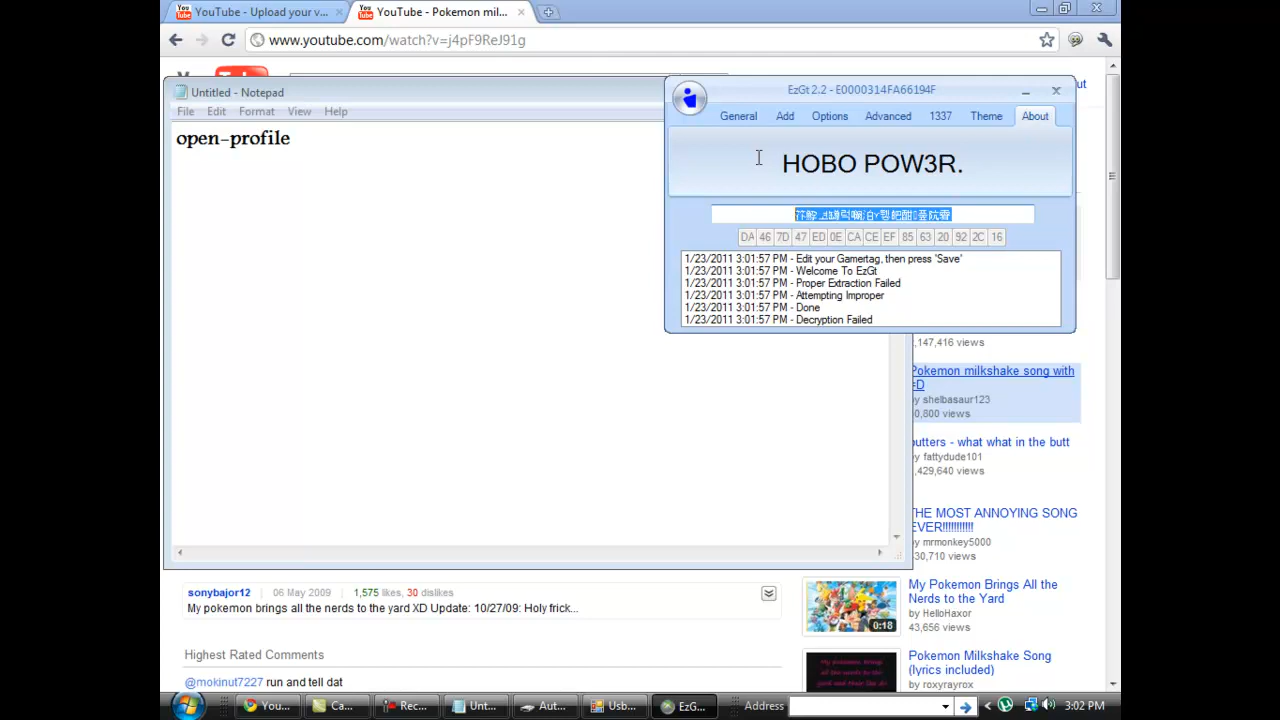 YouTube - Upload your v...
YouTube - Pokemon mil...
www.youtube.com/watch?v=j4pF9ReJ91g
Untitled - Notepad
File Edit Format View Help
open-profile
EzGt 2.2 - E0000314FA66194F
General Add Options Advanced 1337 Theme About
HOBO POW3R.
DA 46 7D 47 ED 0E CA CE EF 85 63 20 92 2C 16
1/23/2011 3:01:57 PM - Edit your Gamertag, then press 'Save'
1/23/2011 3:01:57 PM - Welcome To EzGt
1/23/2011 3:01:57 PM - Proper Extraction Failed
1/23/2011 3:01:57 PM - Attempting Improper
1/23/2011 3:01:57 PM - Done
1/23/2011 3:01:57 PM - Decryption Failed
,147,416 views
Pokemon milkshake song with
=D
by shelbasaur123
0,800 views
butters - what what in the butt
by fattydude101
,429,640 views
THE MOST ANNOYING SONG
EVER!!!!!!!!!!!
by mrmonkey5000
30,710 views
My Pokemon Brings All the
Nerds to the Yard
by HelloHaxor
43,656 views
0:18
Pokemon Milkshake Song
(lyrics included)
by roxyrayrox
sonybajor12 | 06 May 2009 | 1,575 likes, 30 dislikes
My pokemon brings all the nerds to the yard XD Update: 10/27/09: Holy frick...
Highest Rated Comments
@mokinut7227 run and tell dat
You... Ca... Rec... Unt... Aut... Usb... EzG... Address 3:02 PM